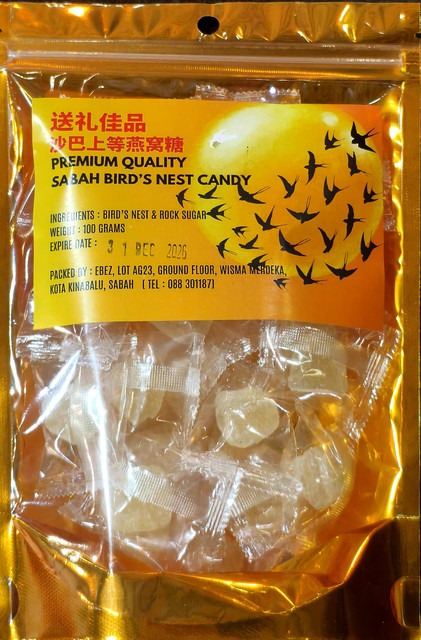 送礼佳品
沙巴上等燕窝糖
PREMIUM QUALITY
SABAH BIRD'S NEST CANDY
INGREDIENTS : BIRD'S NEST & ROCK SUGAR
WEIGHT : 100 GRAMS
EXPIRE DATE : 31 DEC 2026
PACKED BY : EBEZ, LOT AG23, GROUND FLOOR, WISMA MERDEKA,
KOTA KINABALU, SABAH ( TEL : 088 301187)